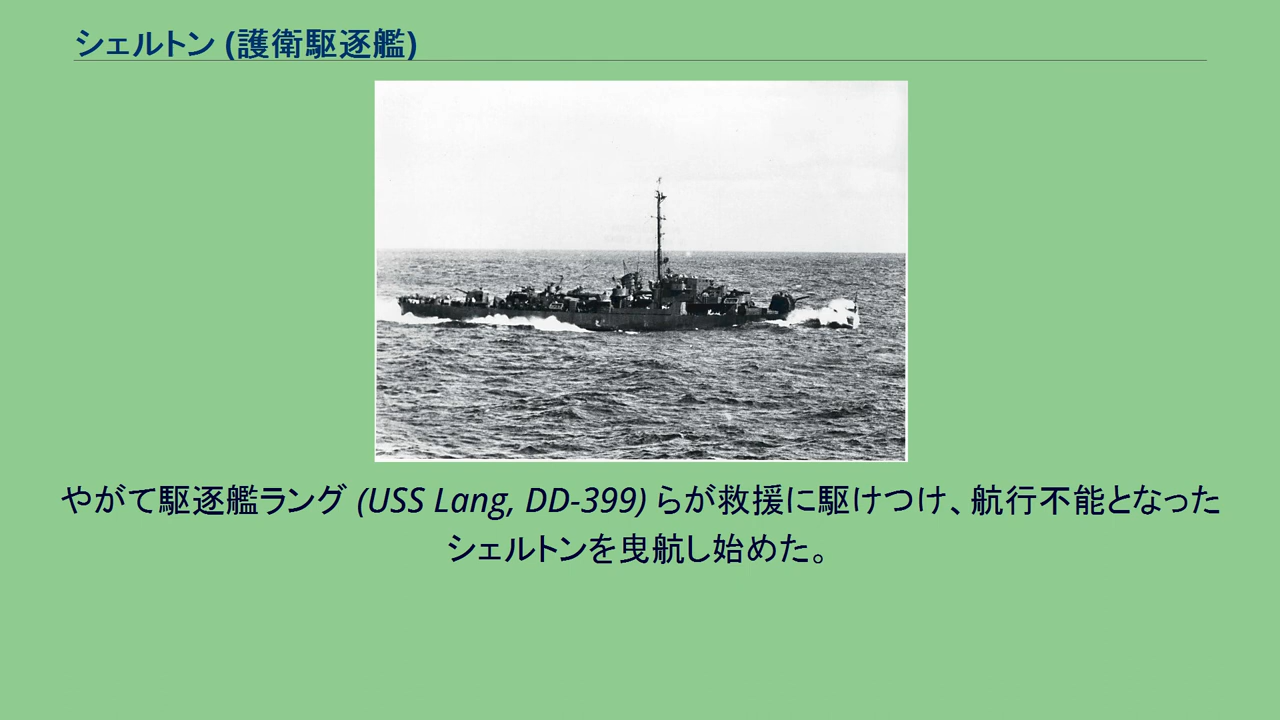 シェルトン (護衛駆逐艦)
やがて駆逐艦ラング (USS Lang, DD-399) らが救援に駆けつけ、航行不能となった
シェルトンを曳航し始めた。